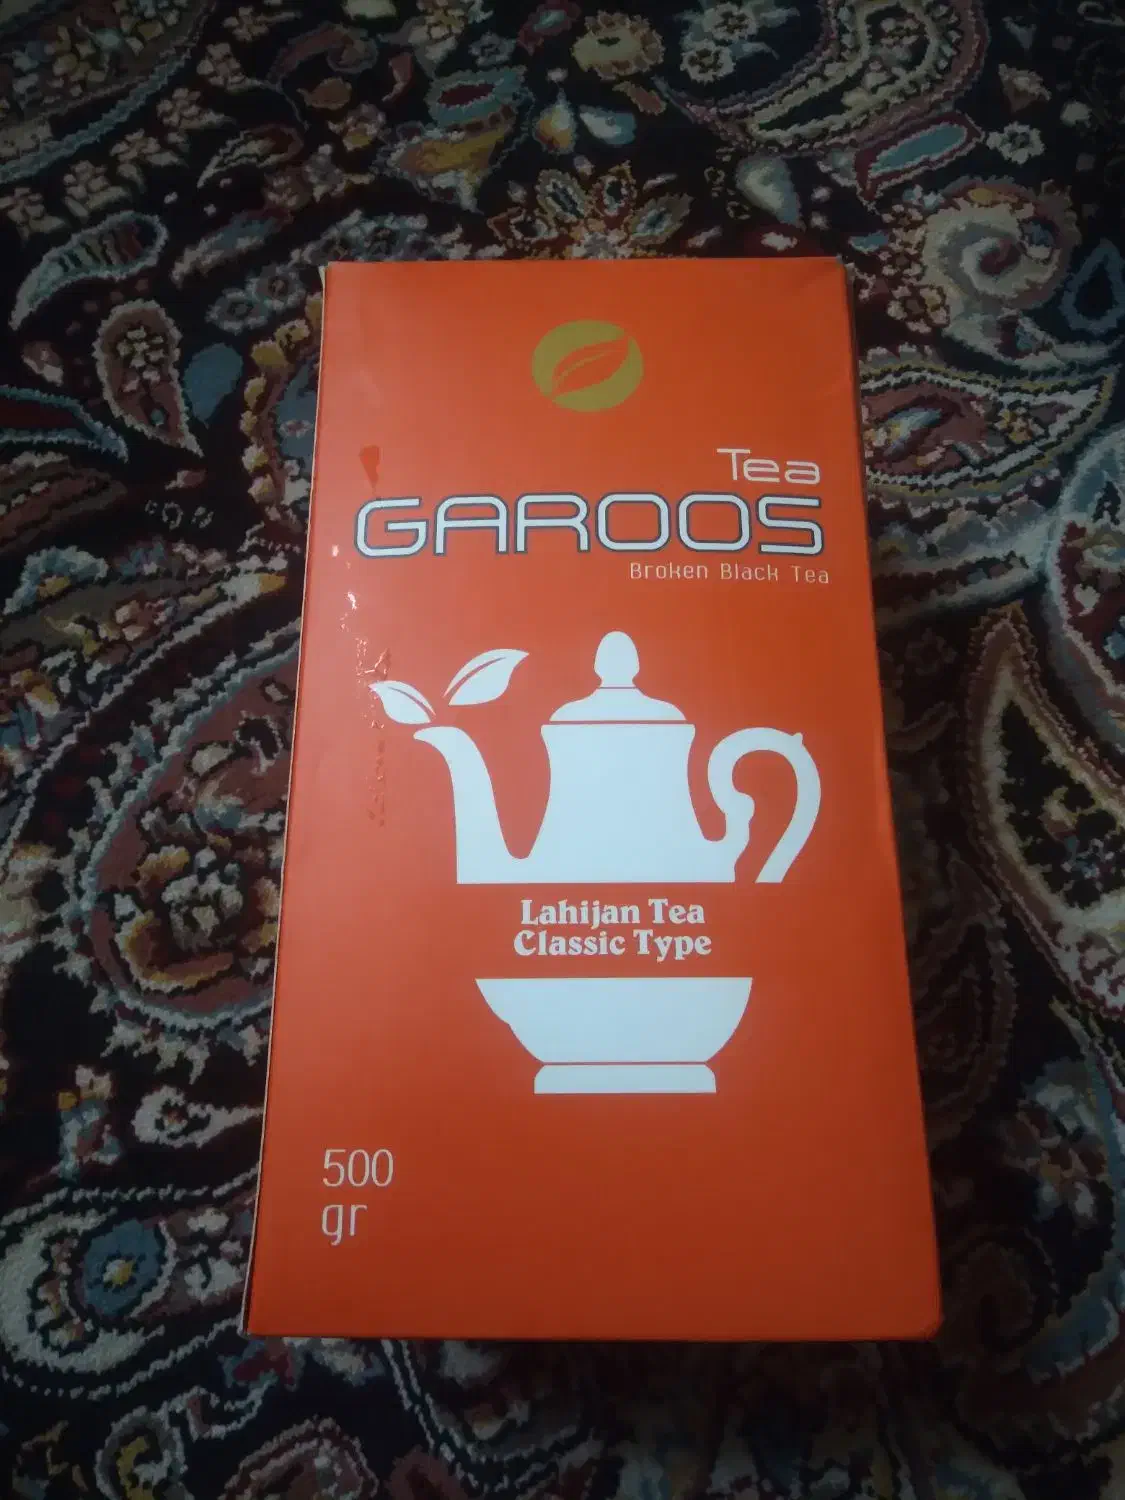 Tea
GAROOS
Broken Black Tea
Lahijan Tea
Classic Type
500
gr